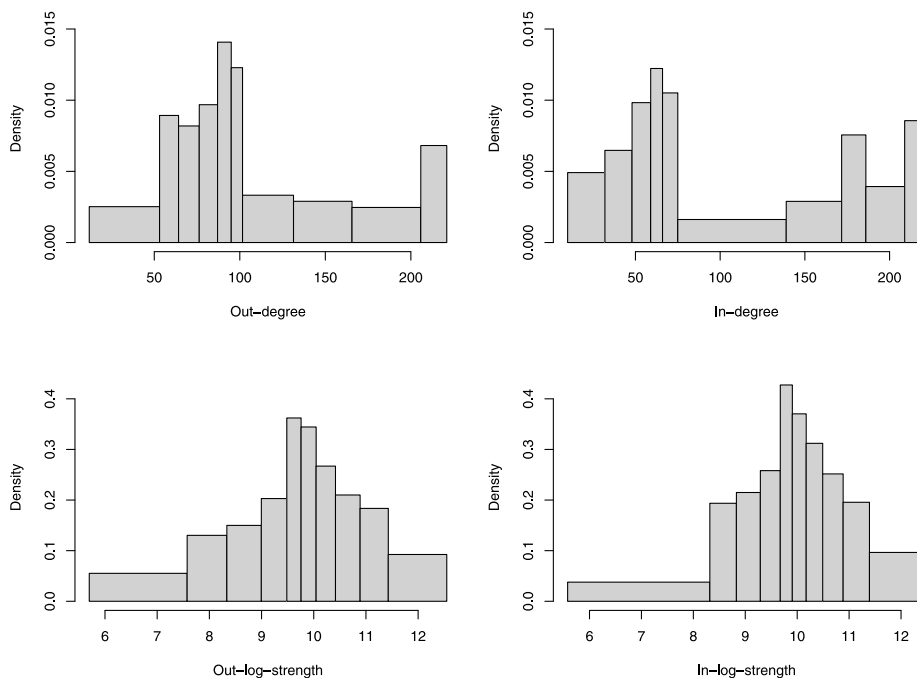 Density
0.000 0.005 0.010 0.015
50 100 150 200
Out-degree
Density
0.000 0.005 0.010 0.015
50 100 150 200
In-degree
Density
0.0 0.1 0.2 0.3 0.4
6 7 8 9 10 11 12
Out-log-strength
Density
0.0 0.1 0.2 0.3 0.4
6 7 8 9 10 11 12
In-log-strength